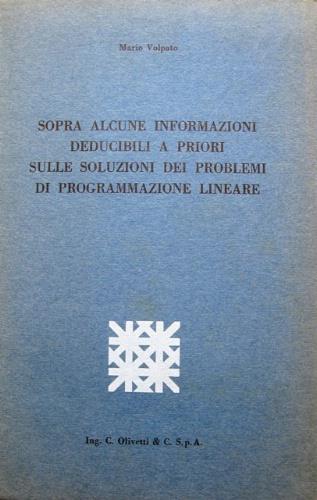 Mario Volpato
SOPRA ALCUNE INFORMAZIONI
DEDUCIBILI A PRIORI
SULLE SOLUZIONI DEI PROBLEMI
DI PROGRAMMAZIONE LINEARE
Ing. C. Olivetti & C. S.p.A.